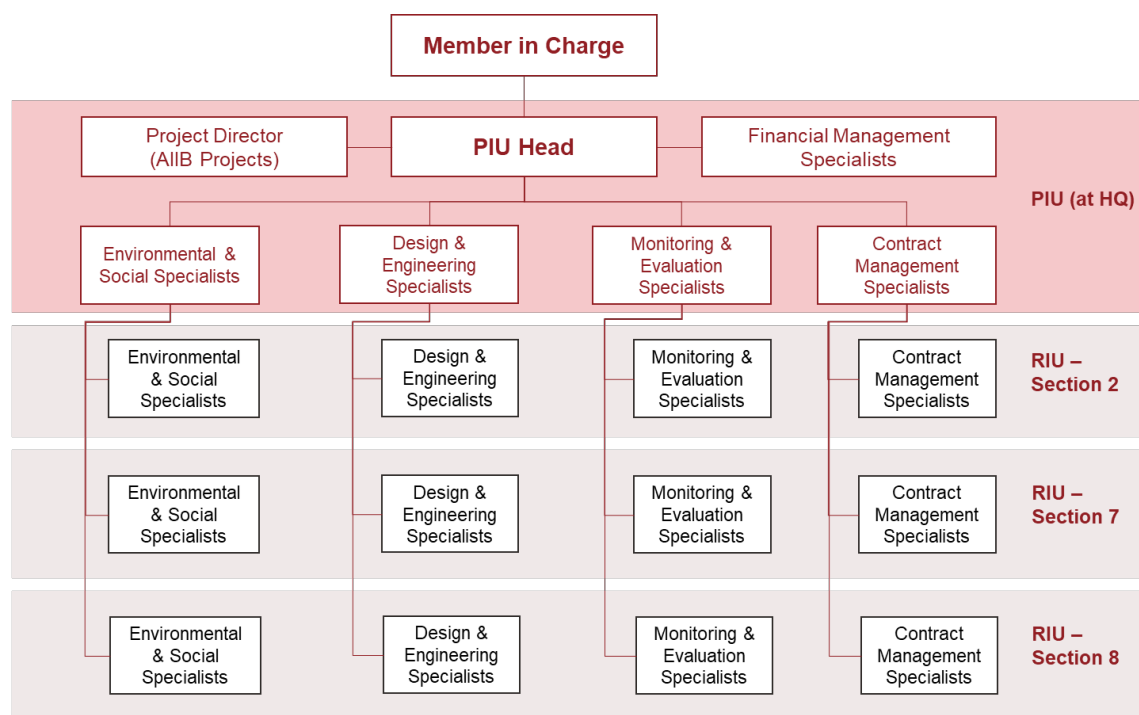 Member in Charge
Project Director
(AIIB Projects)
PIU Head
Financial Management
Specialists
PIU (at HQ)
Environmental &
Social Specialists
Design &
Engineering
Specialists
Monitoring &
Evaluation
Specialists
Contract
Management
Specialists
Environmental
& Social
Specialists
Design &
Engineering
Specialists
Monitoring &
Evaluation
Specialists
Contract
Management
Specialists
RIU –
Section 2
Environmental
& Social
Specialists
Design &
Engineering
Specialists
Monitoring &
Evaluation
Specialists
Contract
Management
Specialists
RIU –
Section 7
Environmental
& Social
Specialists
Design &
Engineering
Specialists
Monitoring &
Evaluation
Specialists
Contract
Management
Specialists
RIU –
Section 8